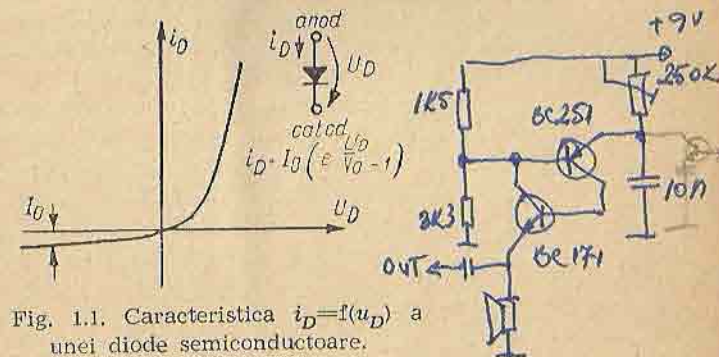 i_D
anod
i_D
U_D
catod
i_D = I_0 (e^{U_D/V_0} - 1)
I_0
U_D
Fig. 1.1. Caracteristica i_D=f(u_D) a
unei diode semiconductoare.
+9V
250K
1K5
BC251
3K3
10n
BC171
OUT